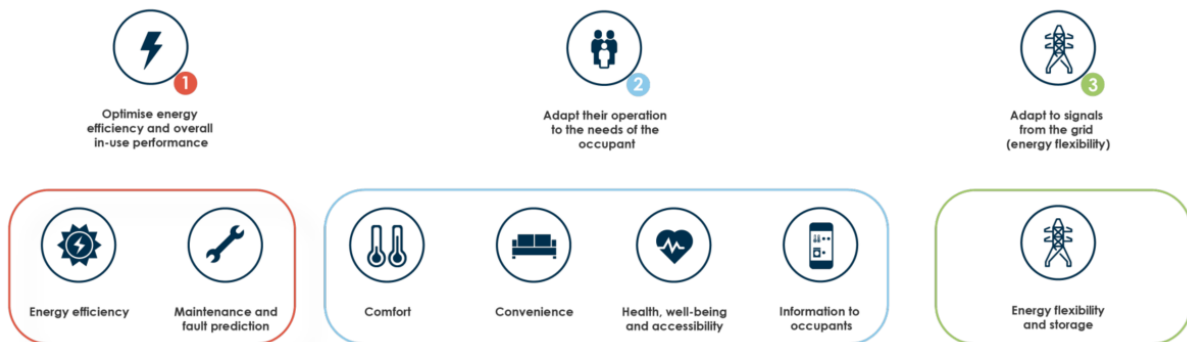 1
Optimise energy
efficiency and overall
in-use performance
2
Adapt their operation
to the needs of the
occupant
3
Adapt to signals
from the grid
(energy flexibility)
Energy efficiency
Maintenance and
fault prediction
Comfort
Convenience
Health, well-being
and accessibility
Information to
occupants
Energy flexibility
and storage